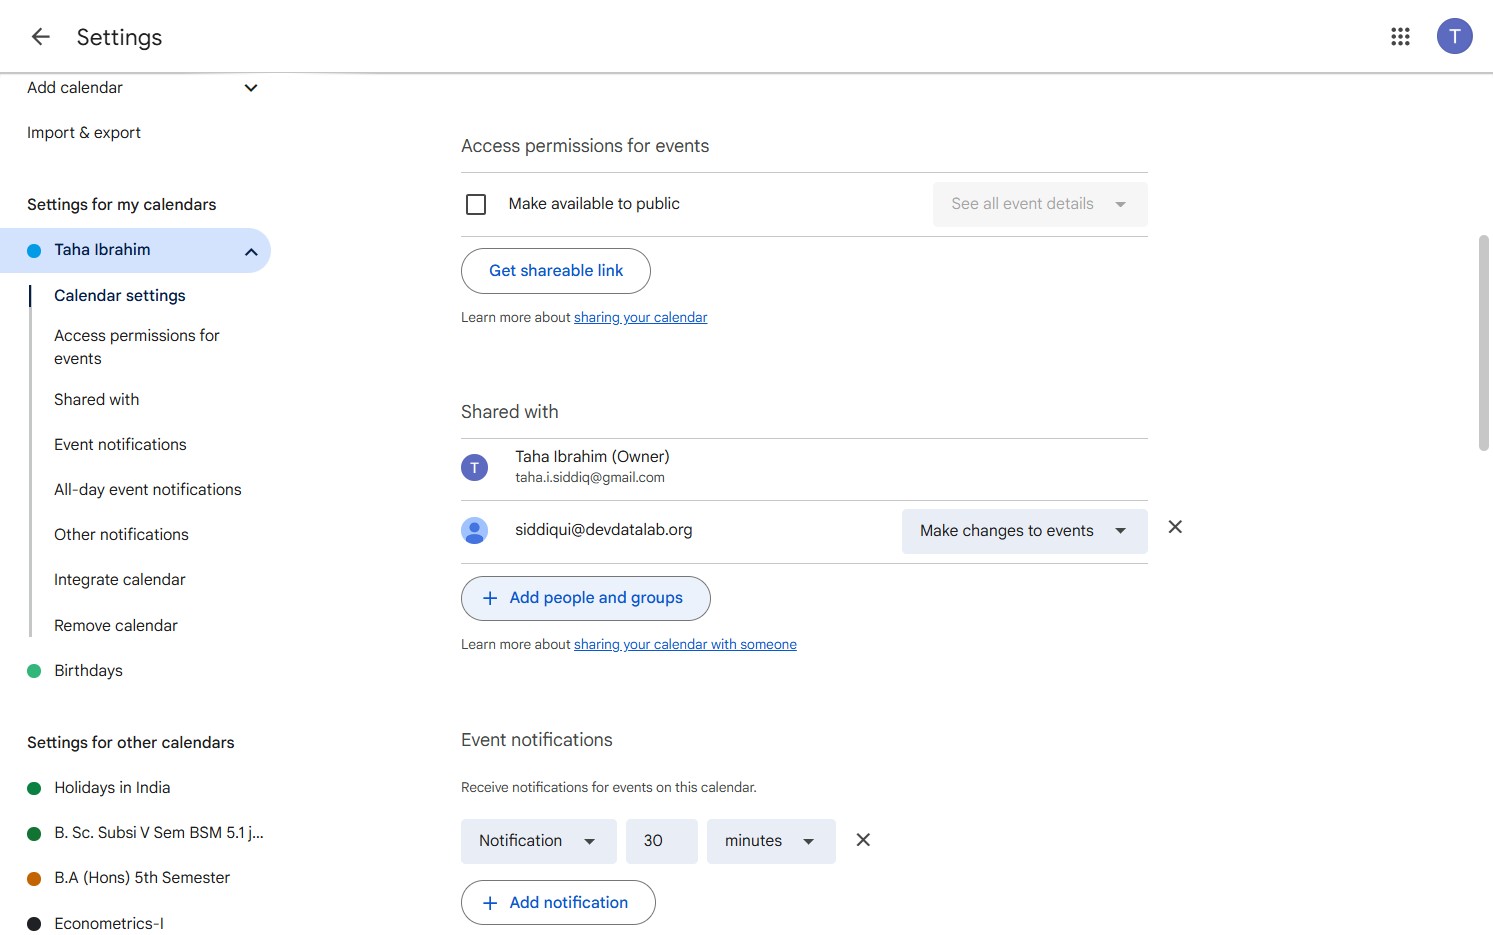 Settings
T
Add calendar
Import & export
Settings for my calendars
Taha Ibrahim
Calendar settings
Access permissions for
events
Shared with
Event notifications
All-day event notifications
Other notifications
Integrate calendar
Remove calendar
Birthdays
Settings for other calendars
Holidays in India
B. Sc. Subsi V Sem BSM 5.1 j...
B.A (Hons) 5th Semester
Econometrics-I
Access permissions for events
Make available to public
See all event details
Get shareable link
Learn more about sharing your calendar
Shared with
T
Taha Ibrahim (Owner)
taha.i.siddiq@gmail.com
siddiqui@devdatalab.org
Make changes to events
Add people and groups
Learn more about sharing your calendar with someone
Event notifications
Receive notifications for events on this calendar.
Notification 30 minutes
Add notification